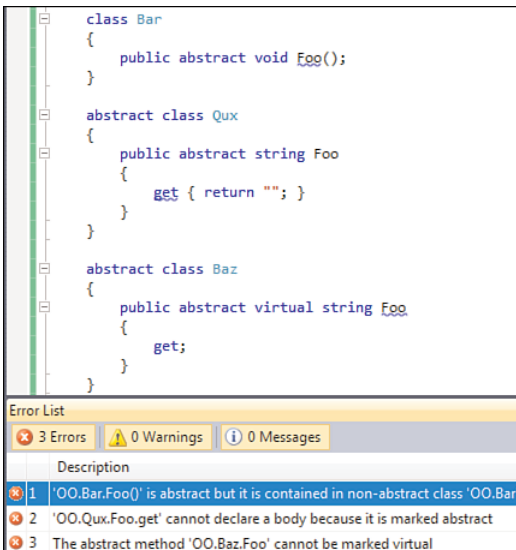 class Bar
{
public abstract void Foo();
}
abstract class Qux
{
public abstract string Foo
{
get { return ""; }
}
}
abstract class Baz
{
public abstract virtual string Foo
{
get;
}
}
Error List
3 Errors 0 Warnings 0 Messages
Description
1 'OO.Bar.Foo()' is abstract but it is contained in non-abstract class 'OO.Bar
2 'OO.Qux.Foo.get' cannot declare a body because it is marked abstract
3 The abstract method 'OO.Baz.Foo' cannot be marked virtual